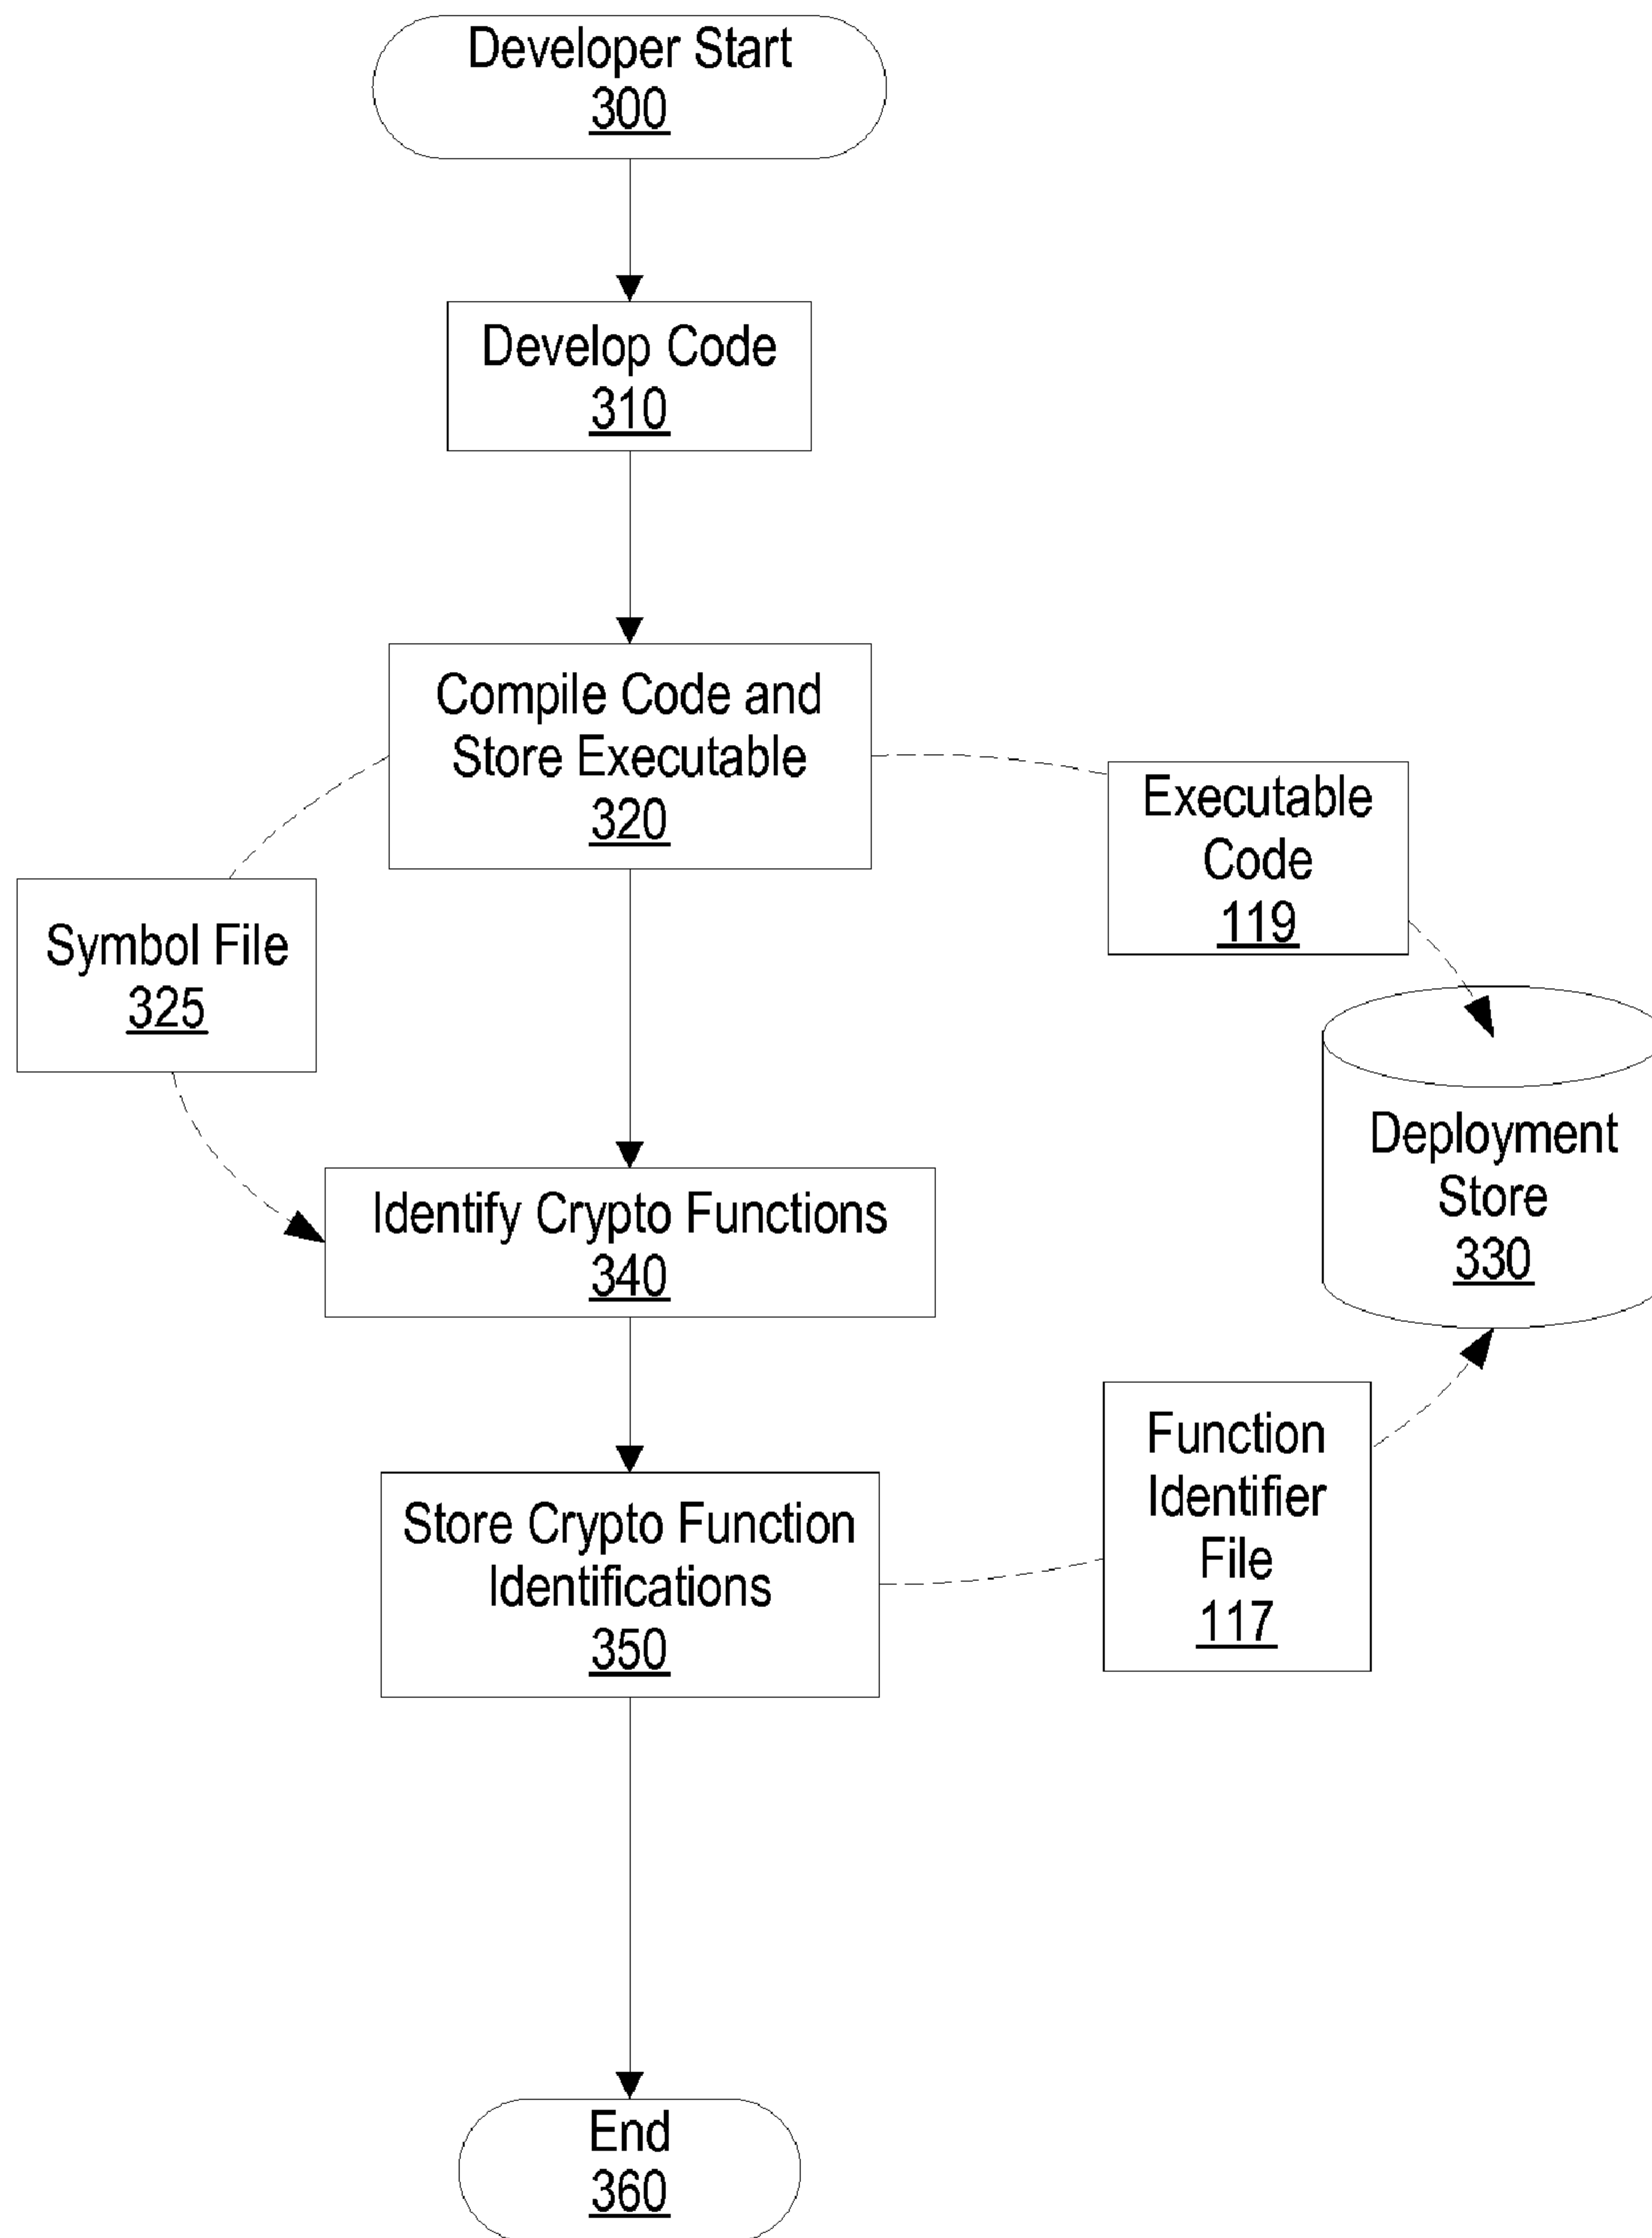 Developer Start
300
Develop Code
310
Compile Code and
Store Executable
320
Executable
Code
119
Symbol File
325
Deployment
Store
330
Identify Crypto Functions
340
Function
Identifier
File
117
Store Crypto Function
Identifications
350
End
360